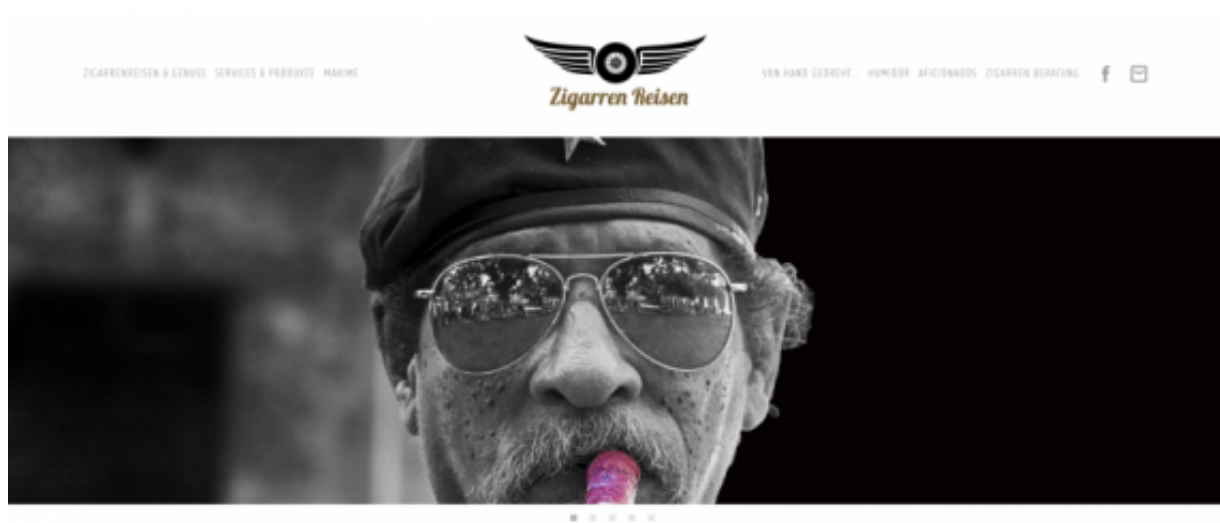 ZIGARRENREISEN & GENUSS SERVICES & PRODUKTE MAXIME
Zigarren Reisen
VON HAND GEDREHT... HUMIDOR AFICIONADOS ZIGARREN BERATUNG